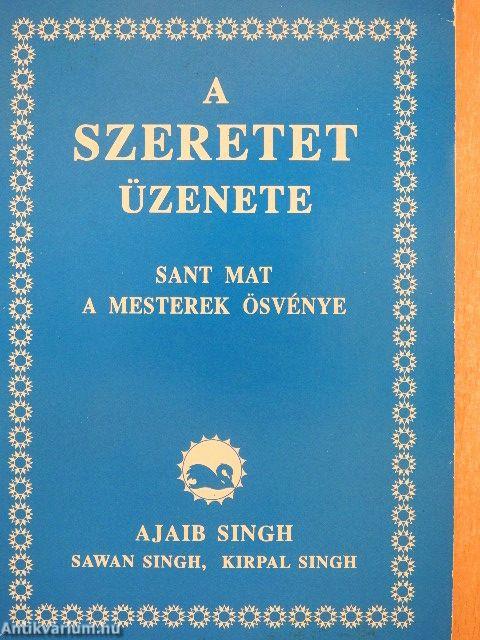 A
SZERETET
ÜZENETE
SANT MAT
A MESTEREK ÖSVÉNYE
AJAIB SINGH
SAWAN SINGH, KIRPAL SINGH
Antikvarium.hu